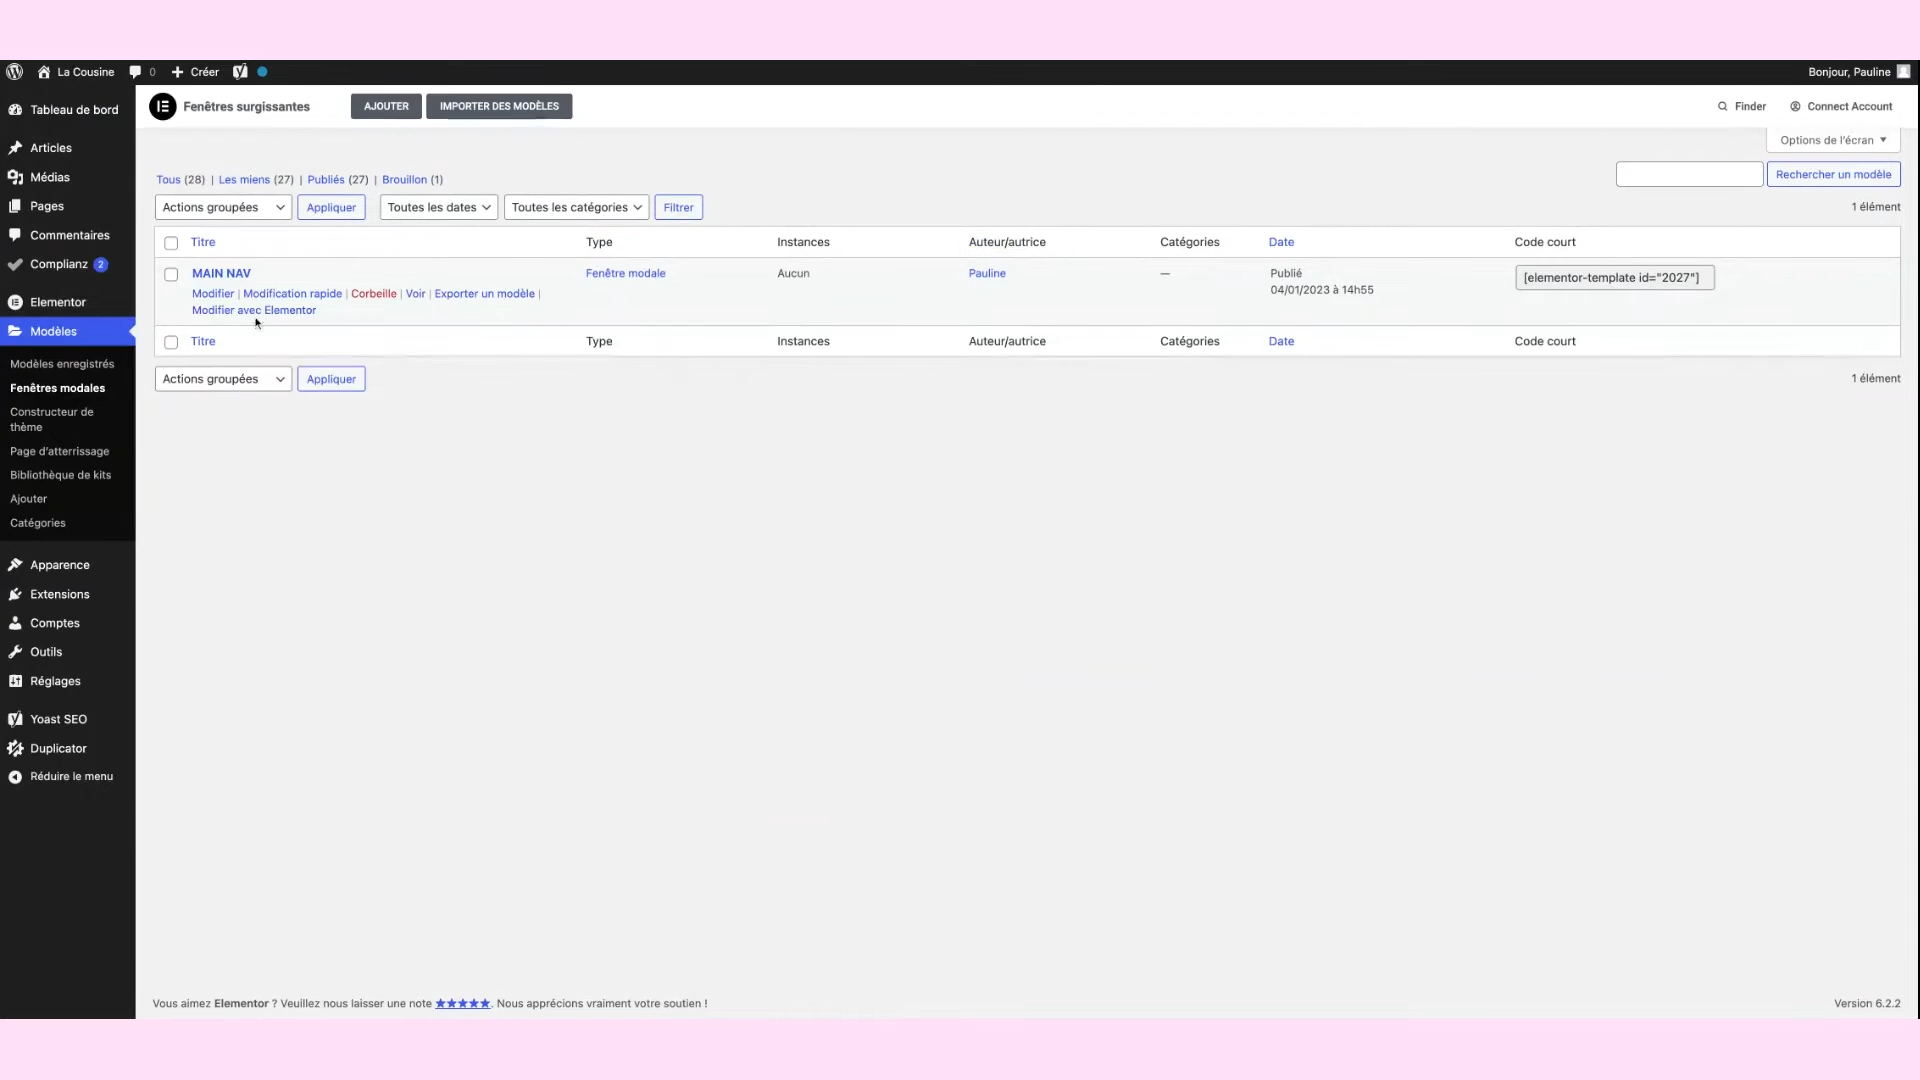 La Cousine 0 Créer Bonjour, Pauline
Tableau de bord
Articles
Médias
Pages
Commentaires
Complianz 2
Elementor
Modèles
Modèles enregistrés
Fenêtres modales
Constructeur de
thème
Page d'atterrissage
Bibliothèque de kits
Ajouter
Catégories
Apparence
Extensions
Comptes
Outils
Réglages
Yoast SEO
Duplicator
Réduire le menu
Fenêtres surgissantes AJOUTER IMPORTER DES MODÈLES Finder Connect Account
Options de l'écran
Tous (28) | Les miens (27) | Publiés (27) | Brouillon (1) Rechercher un modèle
Actions groupées Appliquer Toutes les dates Toutes les catégories Filtrer 1 élément
Titre Type Instances Auteur/autrice Catégories Date Code court
MAIN NAV Fenêtre modale Aucun Pauline — Publié [elementor-template id="2027"]
04/01/2023 à 14h55
Modifier | Modification rapide | Corbeille | Voir | Exporter un modèle |
Modifier avec Elementor
Titre Type Instances Auteur/autrice Catégories Date Code court
Actions groupées Appliquer 1 élément
Vous aimez Elementor ? Veuillez nous laisser une note ★★★★★. Nous apprécions vraiment votre soutien ! Version 6.2.2